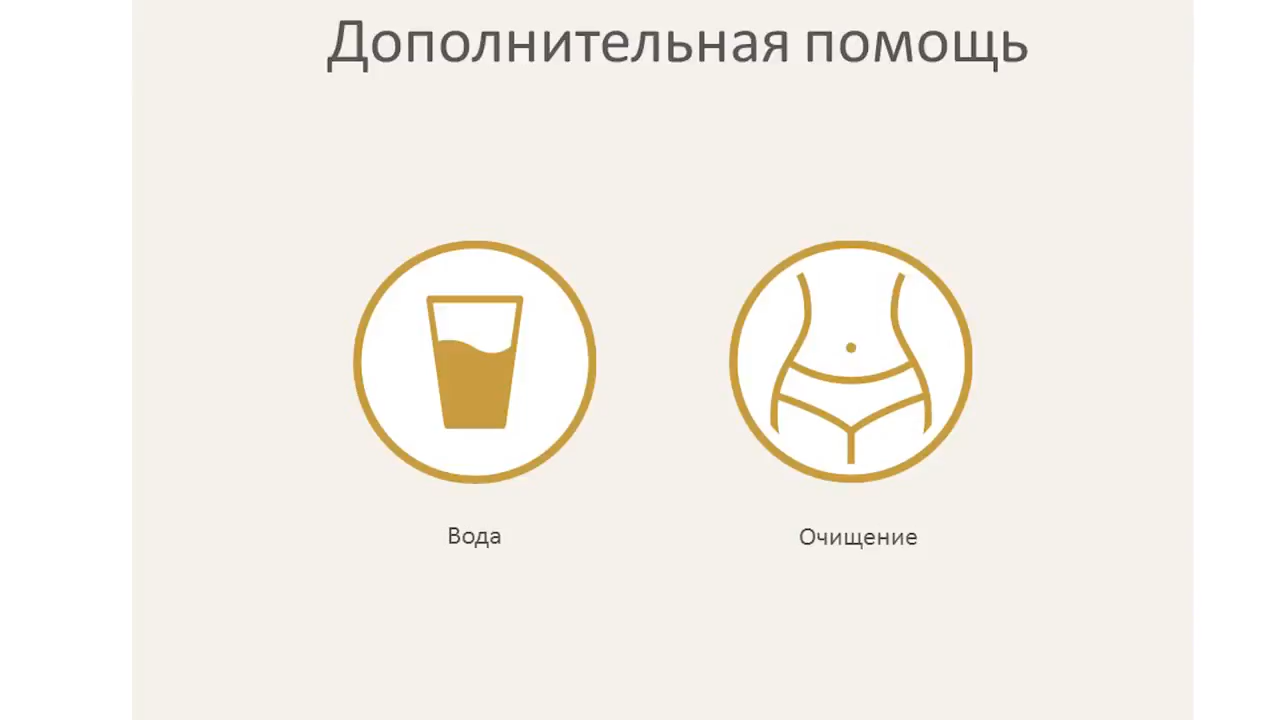 Дополнительная помощь
Вода
Очищение